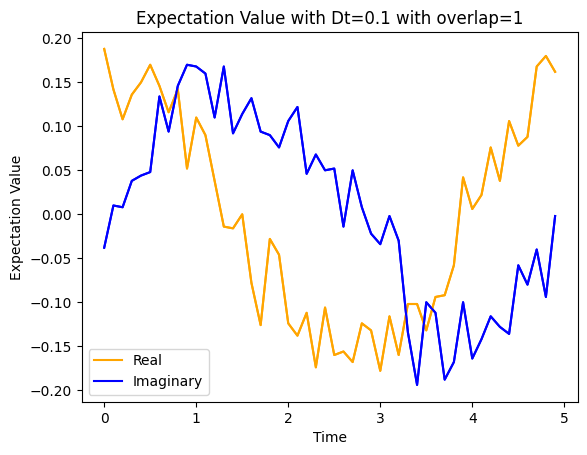 Expectation Value with Dt=0.1 with overlap=1
Expectation Value
0.20
0.15
0.10
0.05
0.00
−0.05
−0.10
−0.15
−0.20
Real
Imaginary
0 1 2 3 4 5
Time